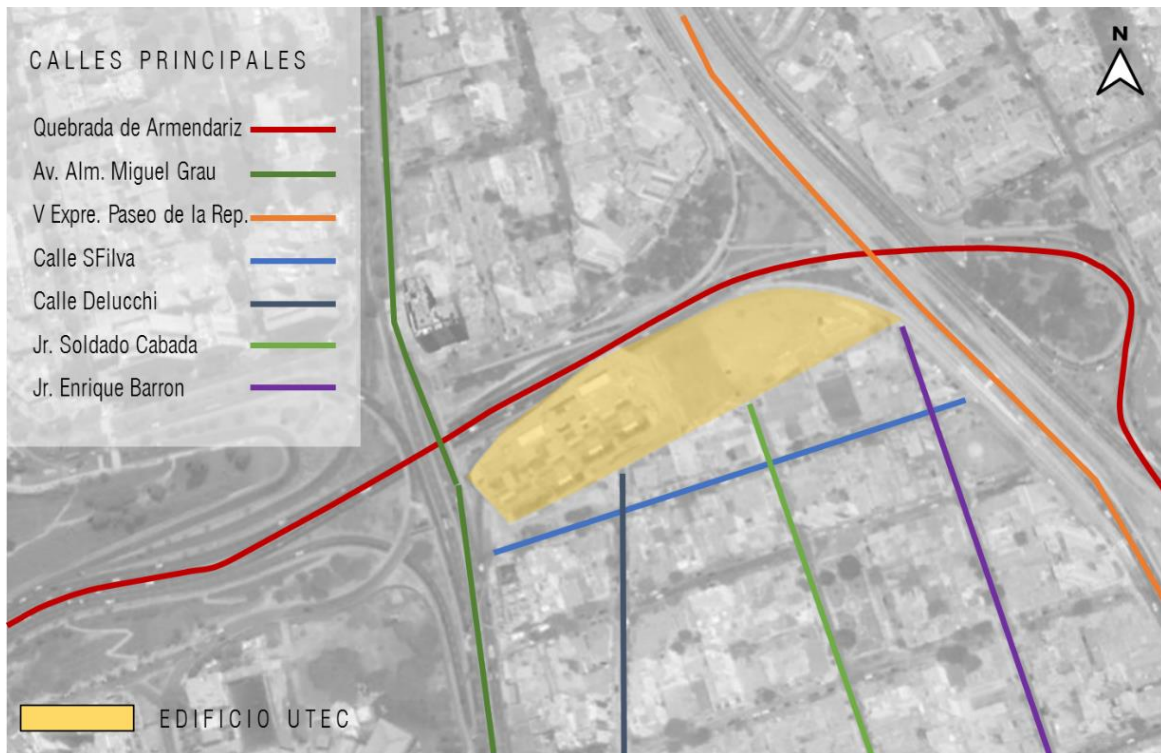 CALLES PRINCIPALES
Quebrada de Armendariz
Av. Alm. Miguel Grau
V Expre. Paseo de la Rep.
Calle SFilva
Calle Delucchi
Jr. Soldado Cabada
Jr. Enrique Barron
N
EDIFICIO UTEC